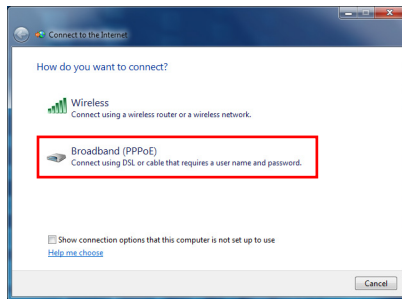 Connect to the Internet
How do you want to connect?
Wireless
Connect using a wireless router or a wireless network.
Broadband (PPPoE)
Connect using DSL or cable that requires a user name and password.
Show connection options that this computer is not set up to use
Help me choose
Cancel